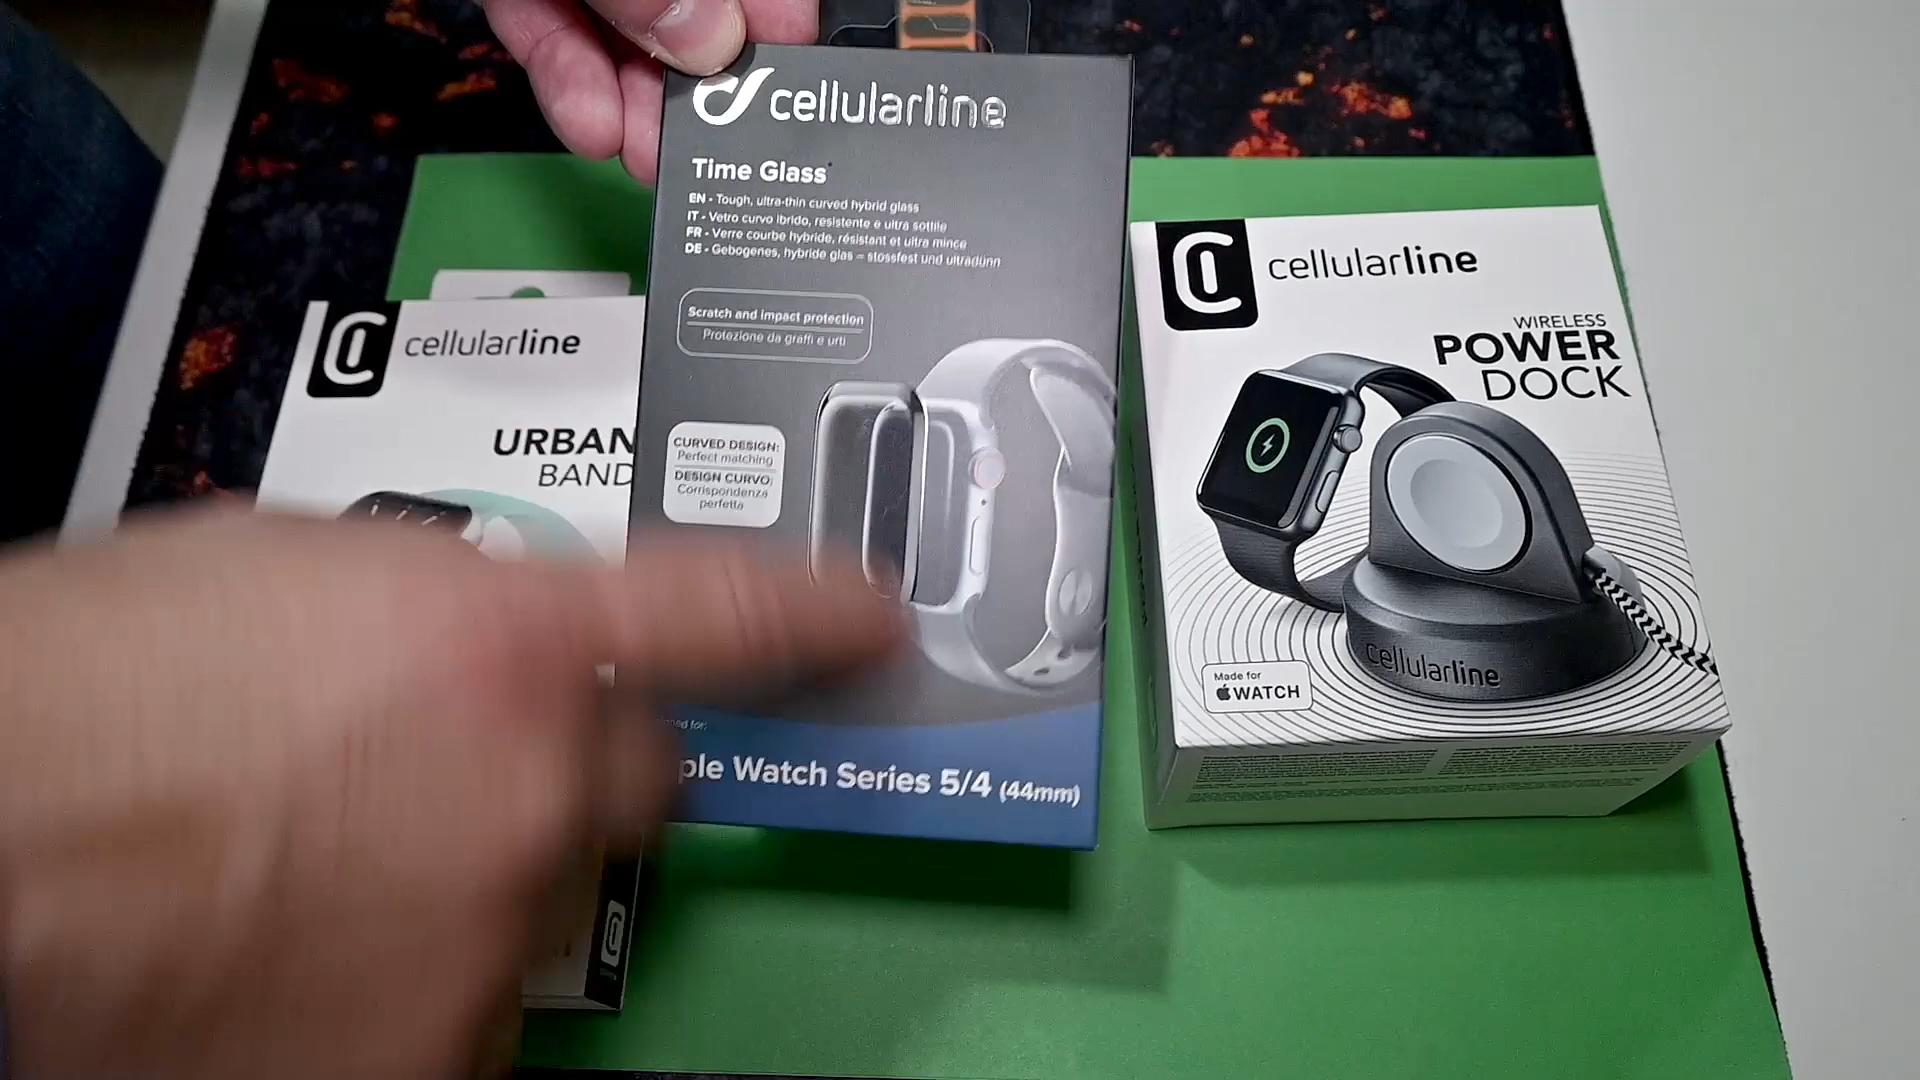 cellularline
Time Glass*
EN - Tough, ultra-thin curved hybrid glass
IT - Vetro curvo ibrido, resistente e ultra sottile
FR - Verre courbe hybride, résistant et ultra mince
DE - Gebogenes, hybride glas – stossfest und ultradünn
Scratch and impact protection
Protezione da graffi e urti
CURVED DESIGN:
Perfect matching
DESIGN CURVO:
Corrispondenza
perfetta
ned for:
ple Watch Series 5/4 (44mm)
cellularline
URBAN
BAND
cellularline
WIRELESS
POWER
DOCK
cellularline
Made for
WATCH